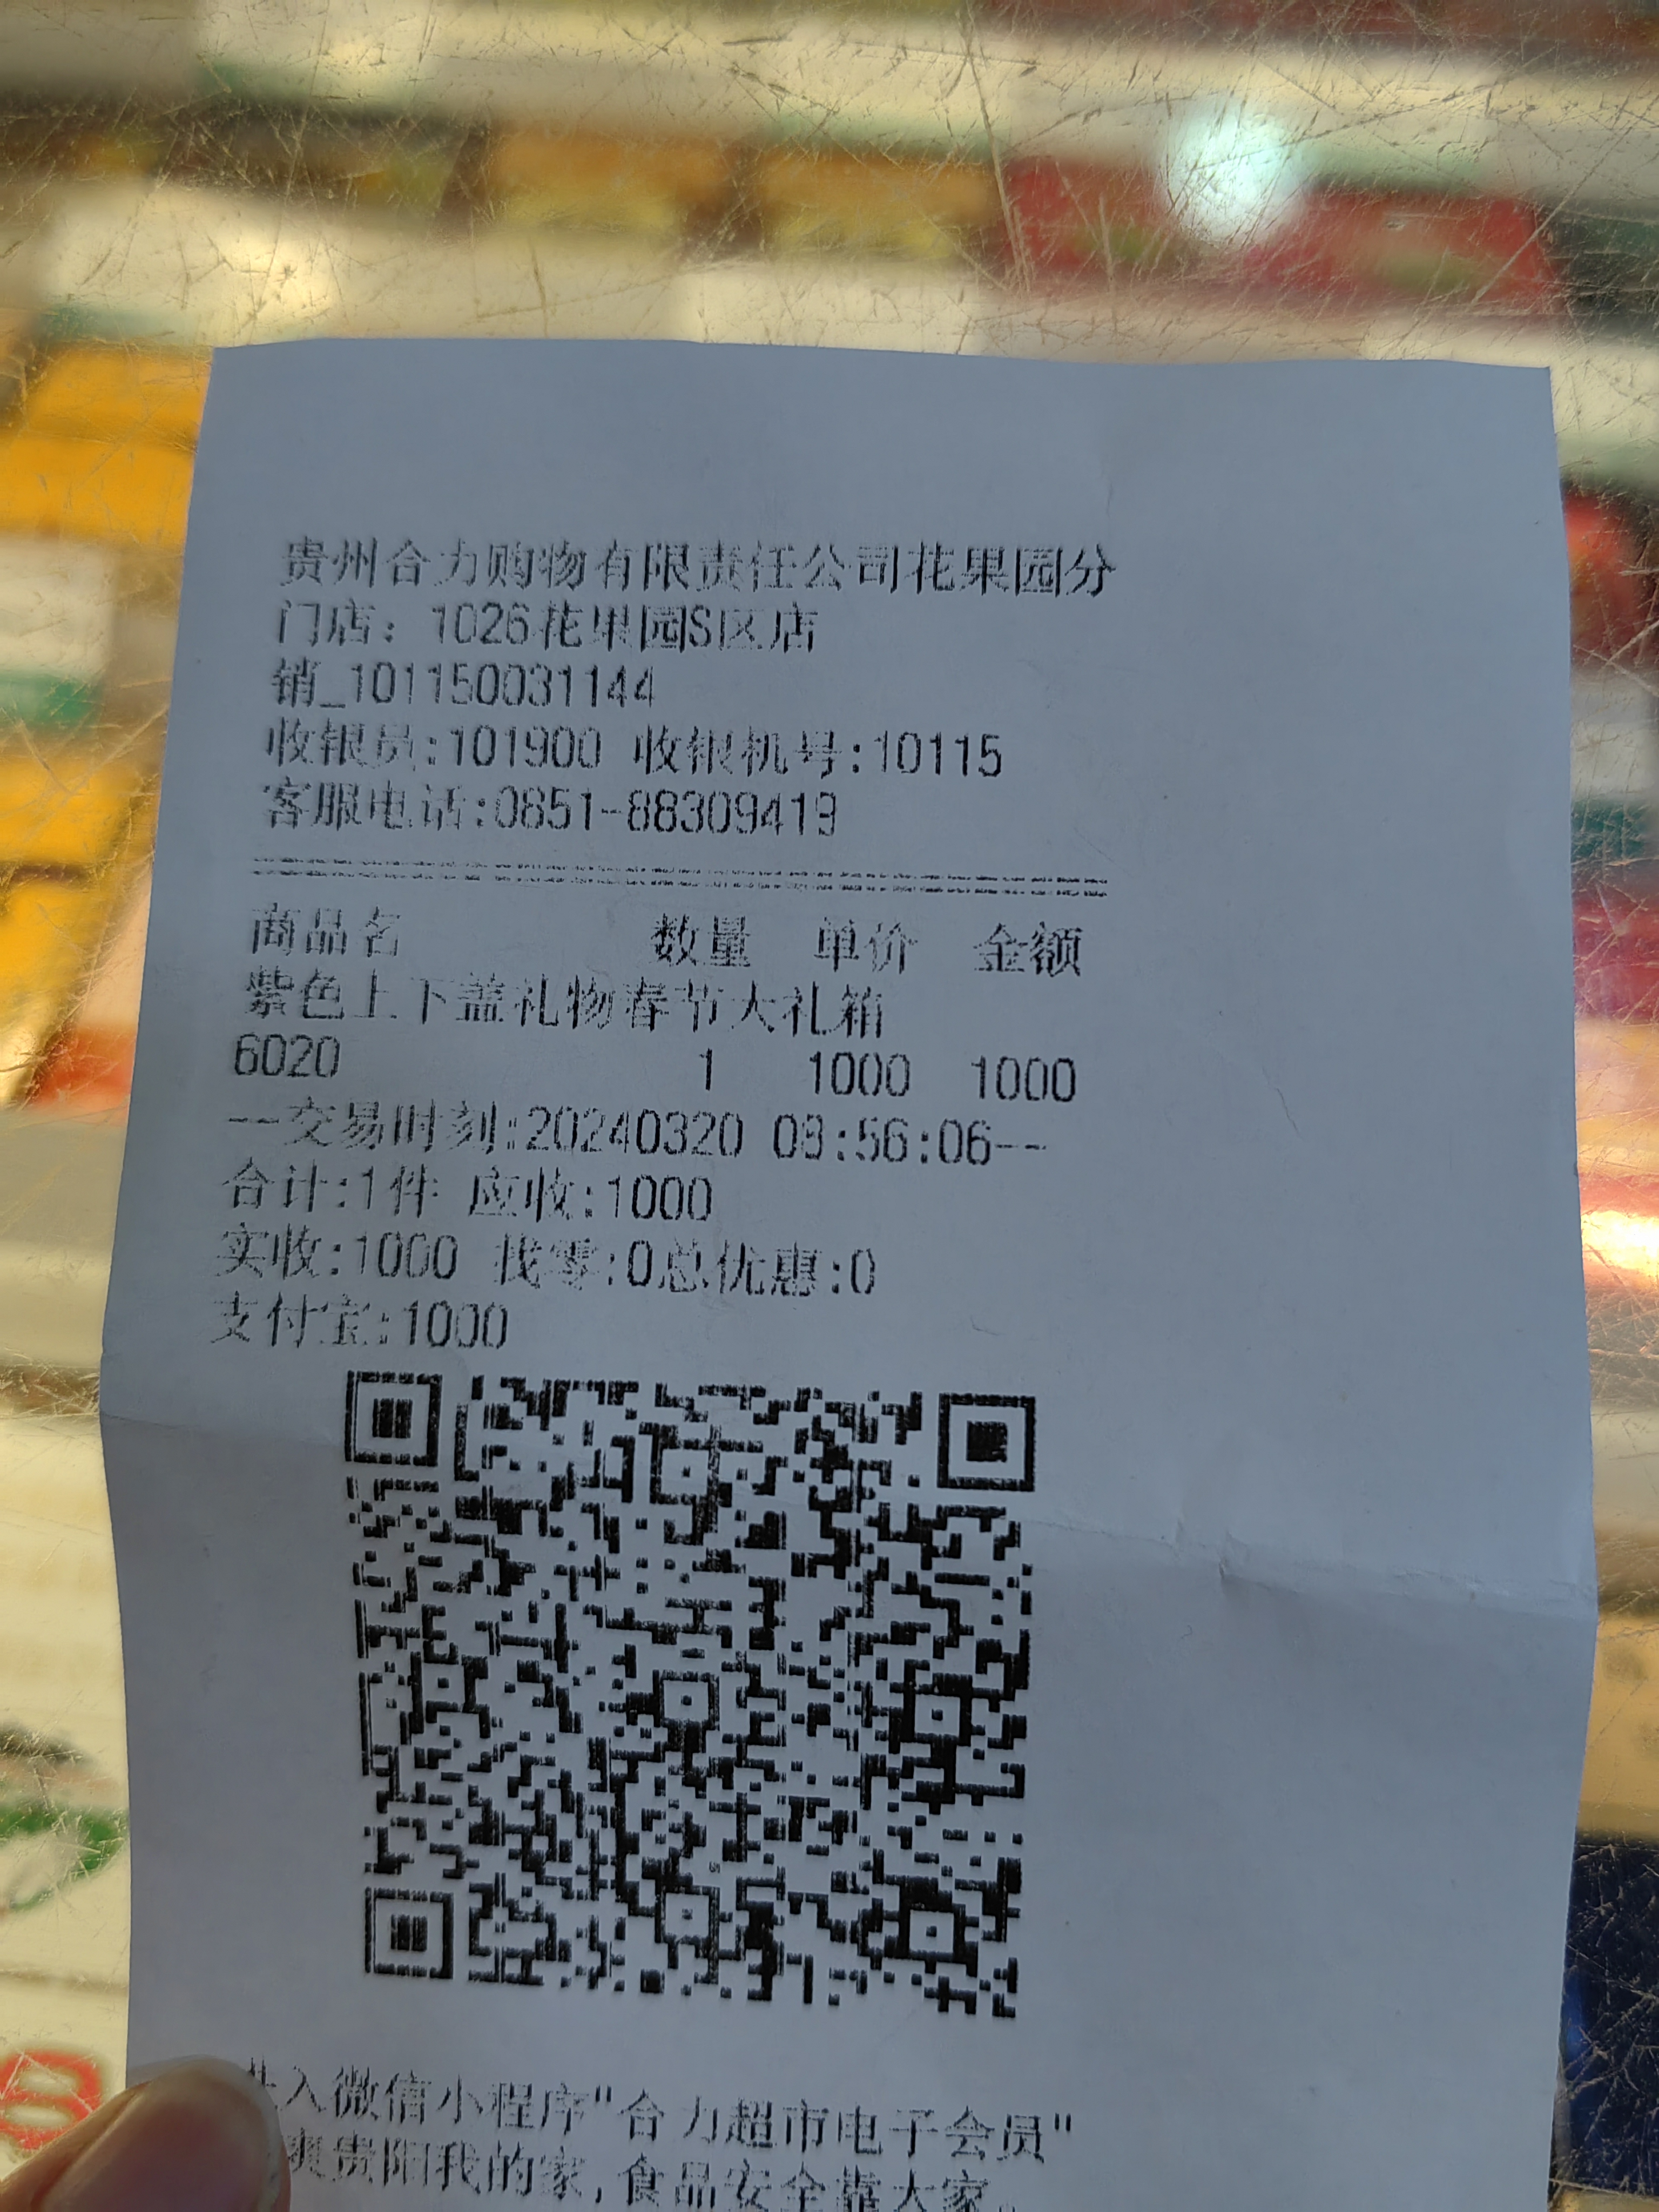 贵州合力购物有限责任公司花果园分
门店：1026花果园S区店
销_101150031144
收银员:101900 收银机号:10115
客服电话:0851-88309419
商品名 数量 单价 金额
紫色上下盖礼物春节大礼箱
6020 1 1000 1000
--交易时刻:20240320 09:56:06--
合计:1件 应收:1000
实收:1000 找零:0总优惠:0
支付宝:1000
入微信小程序"合力超市电子会员"
爽贵阳我的家,食品安全靠大家。